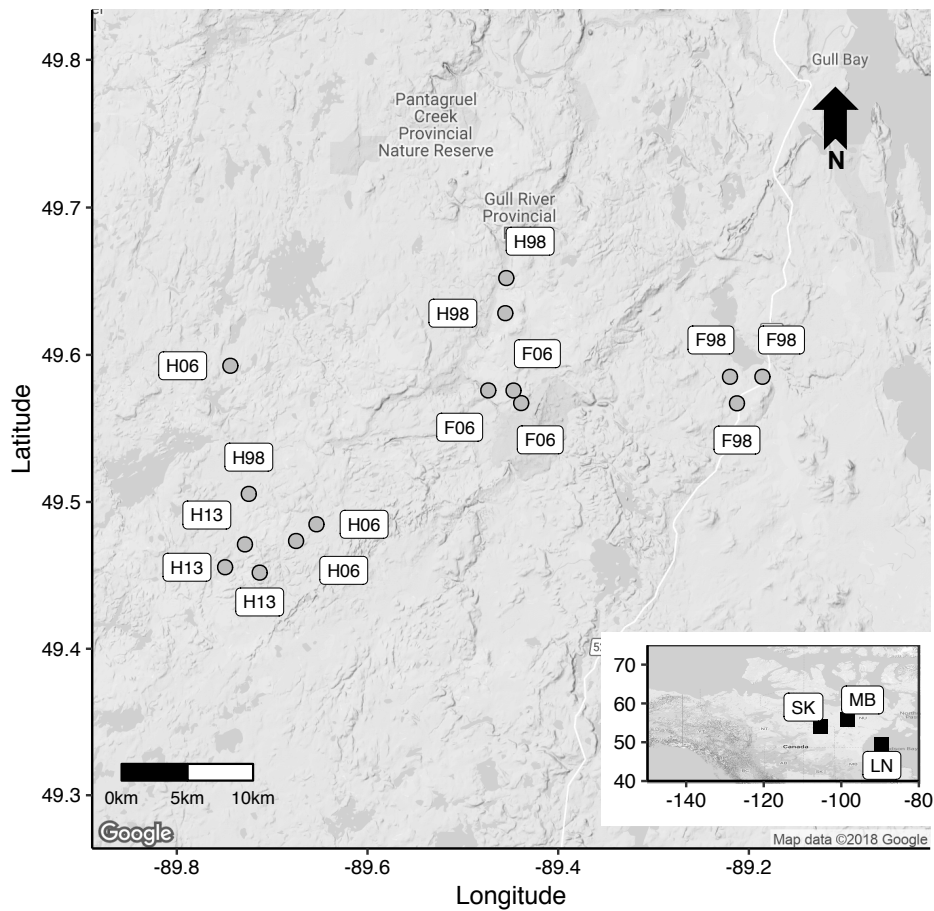 49.8
49.7
49.6
49.5
49.4
49.3
Latitude
Gull Bay
N
Pantagruel
Creek
Provincial
Nature Reserve
Gull River
Provincial
H98
H98
F06
F98
F98
H06
F06
F06
F98
H98
H13
H06
H13
H06
H13
70
60
50
40
SK
MB
LN
Canada
-140
-120
-100
-80
0km
5km
10km
Google
Map data ©2018 Google
-89.8
-89.6
-89.4
-89.2
Longitude